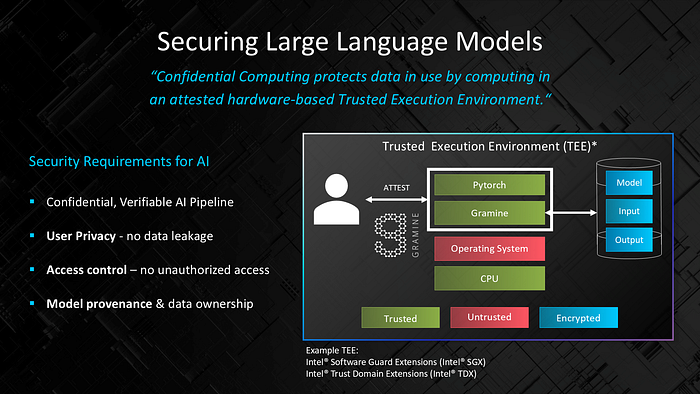 Securing Large Language Models
“Confidential Computing protects data in use by computing in
an attested hardware-based Trusted Execution Environment.“
Security Requirements for AI
▪ Confidential, Verifiable AI Pipeline
▪ User Privacy - no data leakage
▪ Access control – no unauthorized access
▪ Model provenance & data ownership
Trusted Execution Environment (TEE)*
ATTEST
GRAMINE
Pytorch
Gramine
Operating System
CPU
Model
Input
Output
Trusted
Untrusted
Encrypted
Example TEE:
Intel® Software Guard Extensions (Intel® SGX)
Intel® Trust Domain Extensions (Intel® TDX)